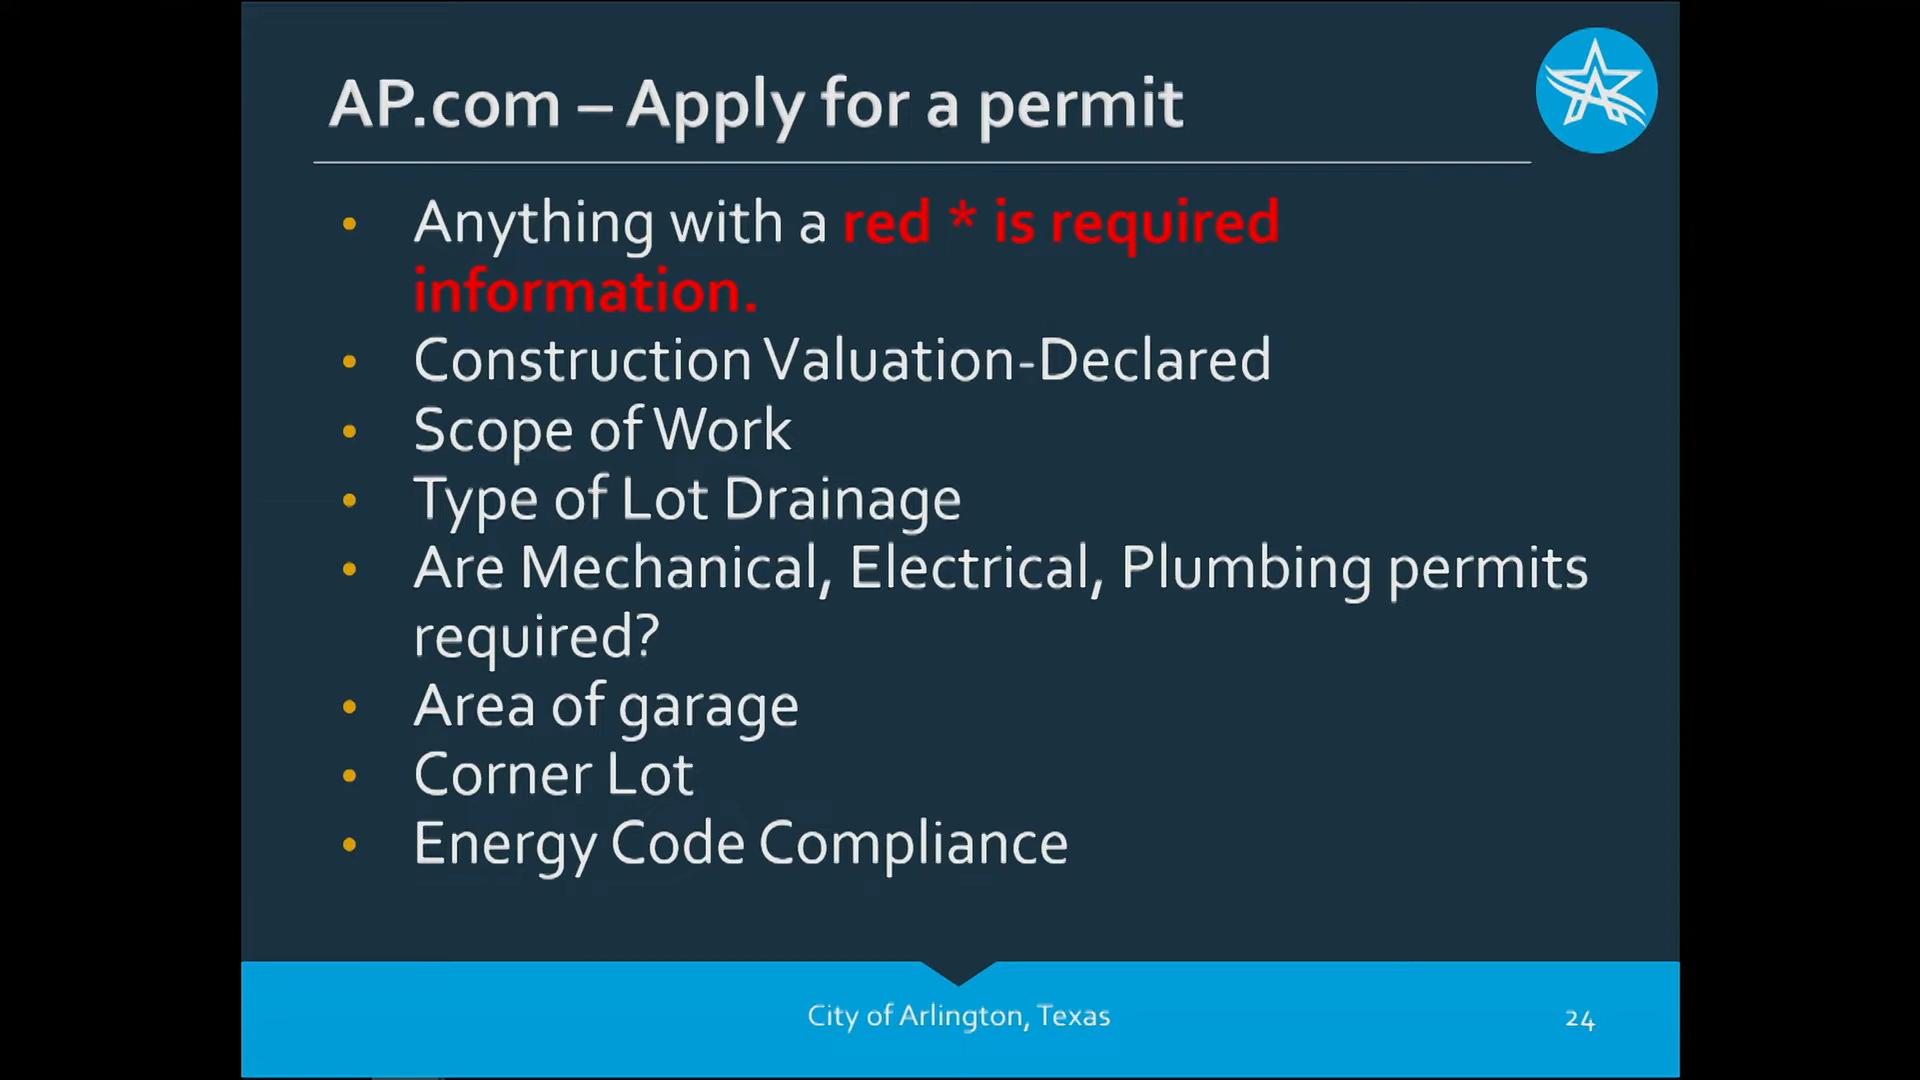 AP.com – Apply for a permit
• Anything with a red * is required
information.
• Construction Valuation-Declared
• Scope of Work
• Type of Lot Drainage
• Are Mechanical, Electrical, Plumbing permits
required?
• Area of garage
• Corner Lot
• Energy Code Compliance
City of Arlington, Texas
24